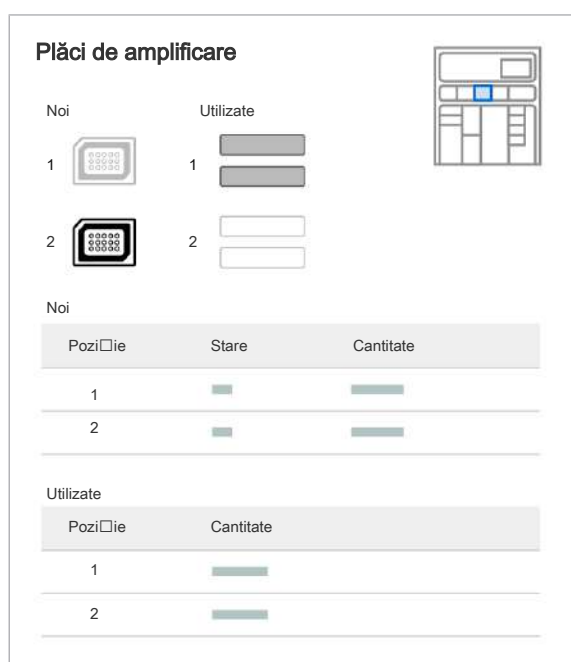 Plăci de amplificare
Noi Utilizate
1 1
2 2
Noi
Pozi□ie Stare Cantitate
1
2
Utilizate
Pozi□ie Cantitate
1
2